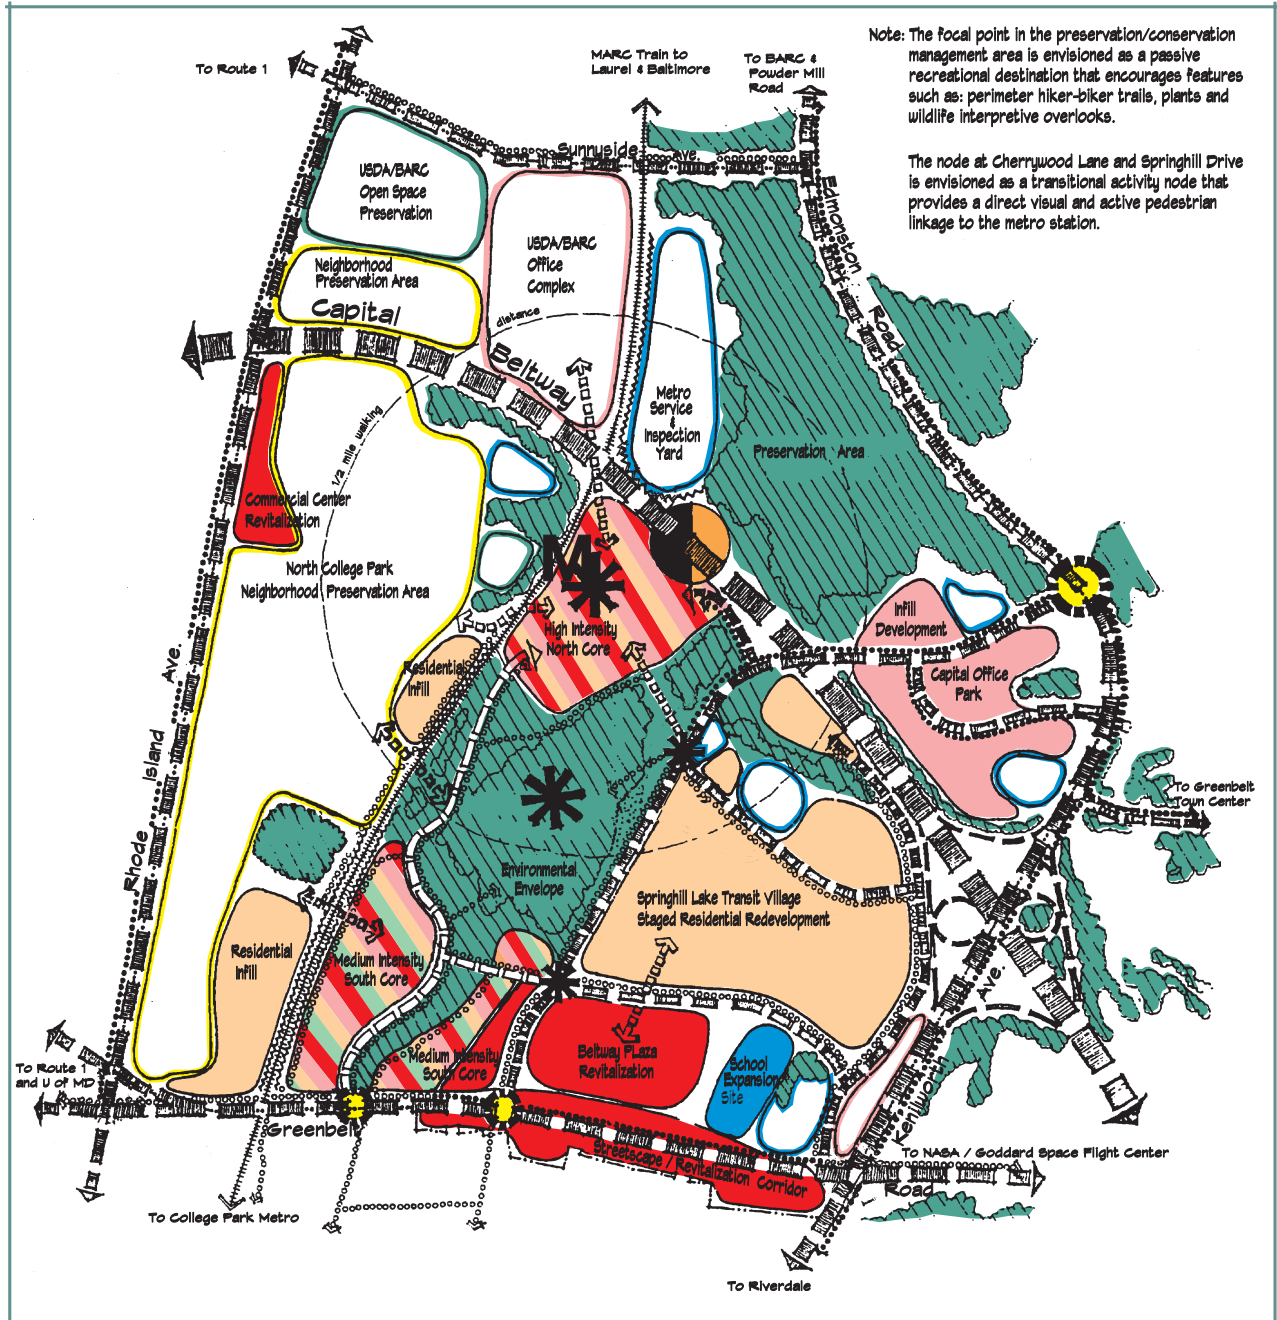 Note: The focal point in the preservation/conservation
management area is envisioned as a passive
recreational destination that encourages features
such as: perimeter hiker-biker trails, plants and
wildlife interpretive overlooks.
The node at Cherrywood Lane and Springhill Drive
is envisioned as a transitional activity node that
provides a direct visual and active pedestrian
linkage to the metro station.
To Route 1
MARC Train to
Laurel & Baltimore
To BARC &
Powder Mill
Road
Sunnyside Ave.
USDA/BARC
Open Space
Preservation
Edmonston
Road
USDA/BARC
Office
Complex
Neighborhood
Preservation Area
Capital
Beltway
distance
1/2 mile walking
Metro
Service
&
Inspection
Yard
Preservation Area
Commercial Center
Revitalization
North College Park
Neighborhood Preservation Area
M
High Intensity
North Core
Infill
Development
Capital Office
Park
Residential
Infill
Rhode Island Ave.
To Greenbelt
Town Center
Environmental
Envelope
Springhill Lake Transit Village
Staged Residential Redevelopment
Residential
Infill
Medium Intensity
South Core
Ave.
Kenilworth
Medium Intensity
South Core
Beltway PLaza
Revitalization
School
Expansion
Site
To Route 1
and U of MD
Greenbelt
Streetscape / Revitalization Corridor
To NASA / Goddard Space Flight Center
Road
To College Park Metro
To Riverdale